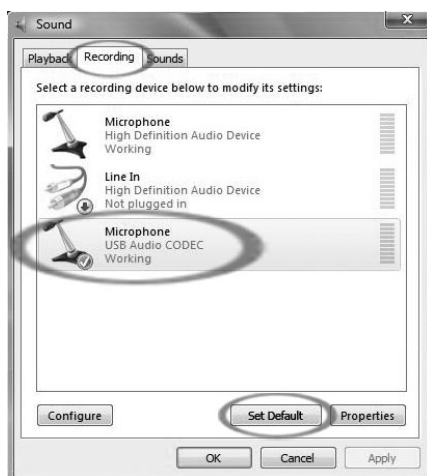 Sound
Playback Recording Sounds
Select a recording device below to modify its settings:
Microphone
High Definition Audio Device
Working
Line In
High Definition Audio Device
Not plugged in
Microphone
USB Audio CODEC
Working
Configure Set Default Properties
OK Cancel Apply